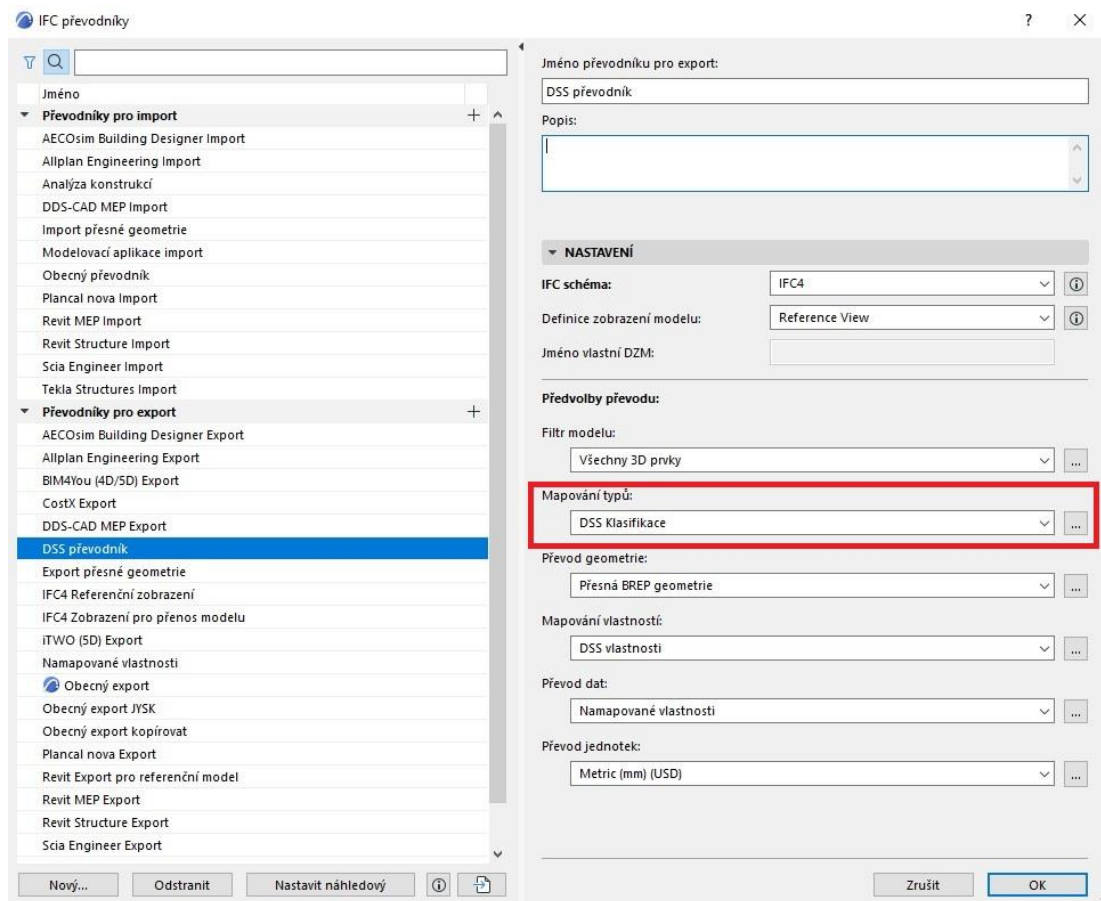 IFC převodníky
?
Jméno
Převodníky pro import
AECOsim Building Designer Import
Allplan Engineering Import
Analýza konstrukcí
DDS-CAD MEP Import
Import přesné geometrie
Modelovací aplikace import
Obecný převodník
Plancal nova Import
Revit MEP Import
Revit Structure Import
Scia Engineer Import
Tekla Structures Import
Převodníky pro export
AECOsim Building Designer Export
Allplan Engineering Export
BIM4You (4D/5D) Export
CostX Export
DDS-CAD MEP Export
DSS převodník
Export přesné geometrie
IFC4 Referenční zobrazení
IFC4 Zobrazení pro přenos modelu
iTWO (5D) Export
Namapované vlastnosti
Obecný export
Obecný export JYSK
Obecný export kopírovat
Plancal nova Export
Revit Export pro referenční model
Revit MEP Export
Revit Structure Export
Scia Engineer Export
Nový... Odstranit Nastavit náhledový
Jméno převodníku pro export:
DSS převodník
Popis:
NASTAVENÍ
IFC schéma: IFC4
Definice zobrazení modelu: Reference View
Jméno vlastní DZM:
Předvolby převodu:
Filtr modelu:
Všechny 3D prvky ...
Mapování typů:
DSS Klasifikace ...
Převod geometrie:
Přesná BREP geometrie ...
Mapování vlastností:
DSS vlastnosti ...
Převod dat:
Namapované vlastnosti ...
Převod jednotek:
Metric (mm) (USD) ...
Zrušit OK